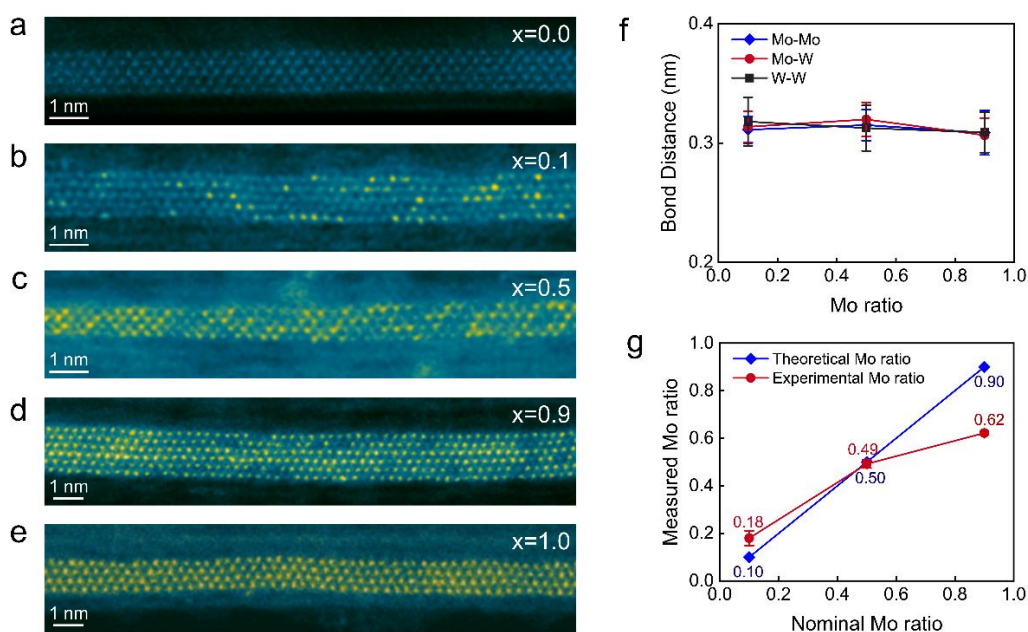 a
x=0.0
1 nm
b
x=0.1
1 nm
c
x=0.5
1 nm
d
x=0.9
1 nm
e
x=1.0
1 nm
f
Mo-Mo
Mo-W
W-W
Bond Distance (nm)
0.4
0.3
0.2
0.0 0.2 0.4 0.6 0.8 1.0
Mo ratio
g
Theoretical Mo ratio
Experimental Mo ratio
Measured Mo ratio
1.0
0.8
0.6
0.4
0.2
0.0
0.90
0.62
0.49
0.50
0.18
0.10
0.0 0.2 0.4 0.6 0.8 1.0
Nominal Mo ratio